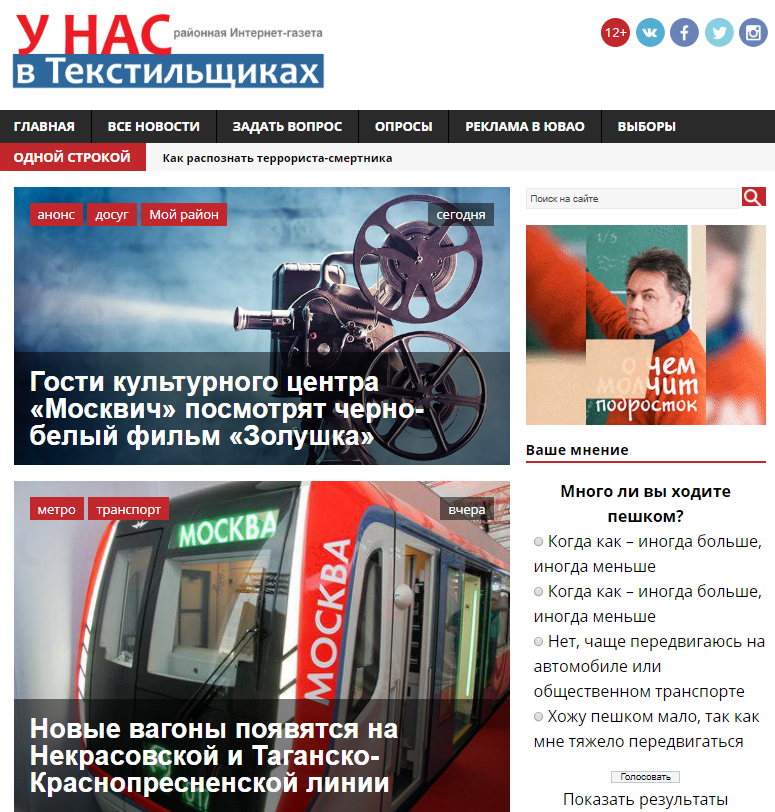 У НАС
районная Интернет-газета
в Текстильщиках
12+
ГЛАВНАЯ
ВСЕ НОВОСТИ
ЗАДАТЬ ВОПРОС
ОПРОСЫ
РЕКЛАМА В ЮВАО
ВЫБОРЫ
ОДНОЙ СТРОКОЙ
Как распознать террориста-смертника
анонс
досуг
Мой район
сегодня
Гости культурного центра
«Москвич» посмотрят черно-
белый фильм «Золушка»
метро
транспорт
вчера
МОСКВА
МОСКВА
Новые вагоны появятся на
Некрасовской и Таганско-
Краснопресненской линии
Поиск на сайте
1/5
о чем
молчит
подросток
Ваше мнение
Много ли вы ходите
пешком?
Когда как – иногда больше,
иногда меньше
Когда как – иногда больше,
иногда меньше
Нет, чаще передвигаюсь на
автомобиле или
общественном транспорте
Хожу пешком мало, так как
мне тяжело передвигаться
Голосовать
Показать результаты